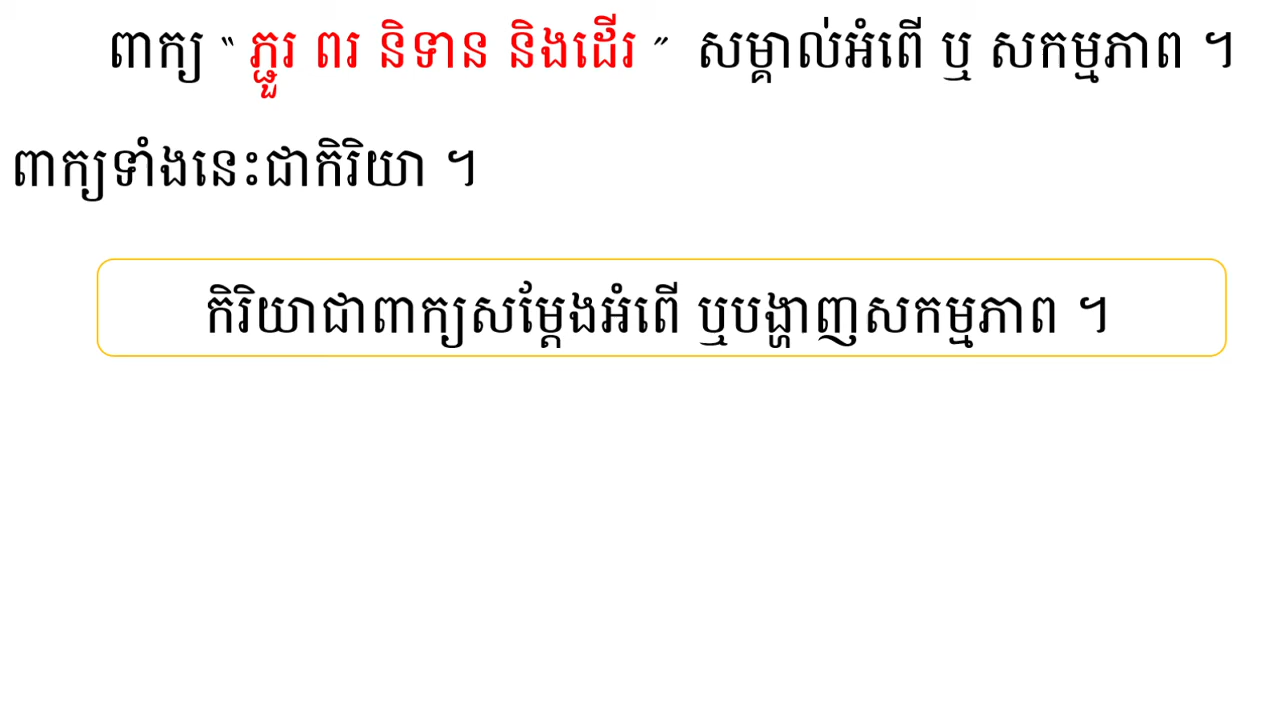 ពាក្យ “ ភ្ជួរ ពរ និទាន និងដើរ ” សម្គាល់អំពើ ឬ សកម្មភាព ។
ពាក្យទាំងនេះជាកិរិយា ។
កិរិយាជាពាក្យសម្ដែងអំពើ ឬបង្ហាញសកម្មភាព ។